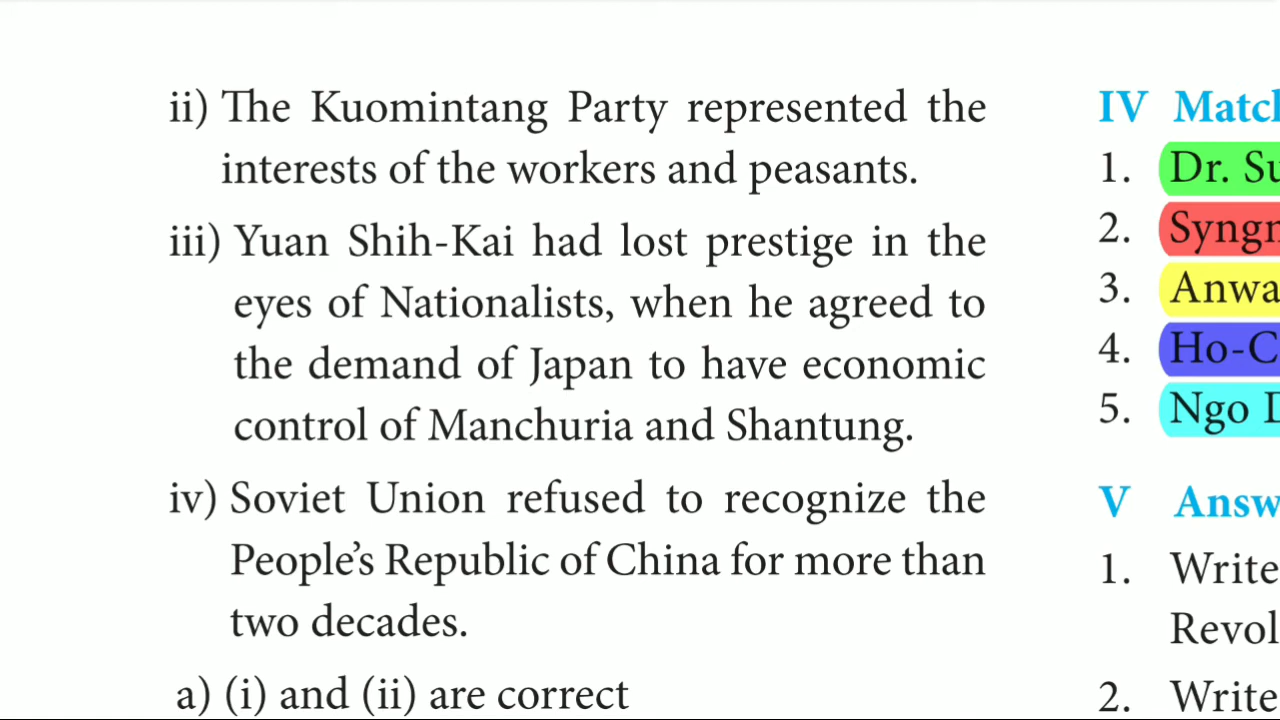 ii) The Kuomintang Party represented the
interests of the workers and peasants.
iii) Yuan Shih-Kai had lost prestige in the
eyes of Nationalists, when he agreed to
the demand of Japan to have economic
control of Manchuria and Shantung.
iv) Soviet Union refused to recognize the
People’s Republic of China for more than
two decades.
a) (i) and (ii) are correct
IV
1. Dr.
2.
3.
4.
5. Ngo
V
1. Write
2. Write